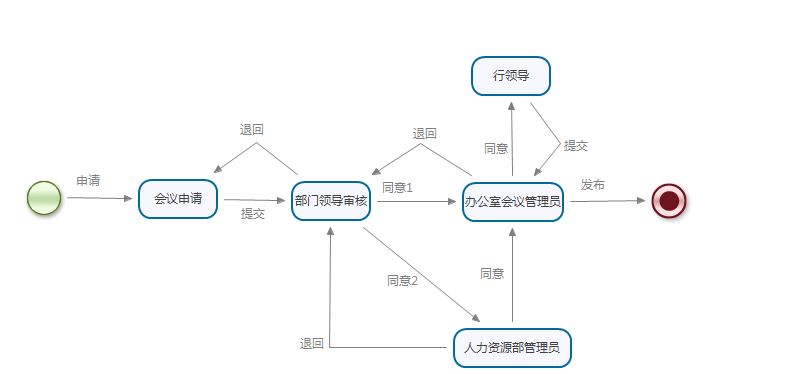 行领导
退回
退回
同意
提交
申请
会议申请
提交
部门领导审核
同意1
办公室会议管理员
发布
同意2
同意
退回
人力资源部管理员